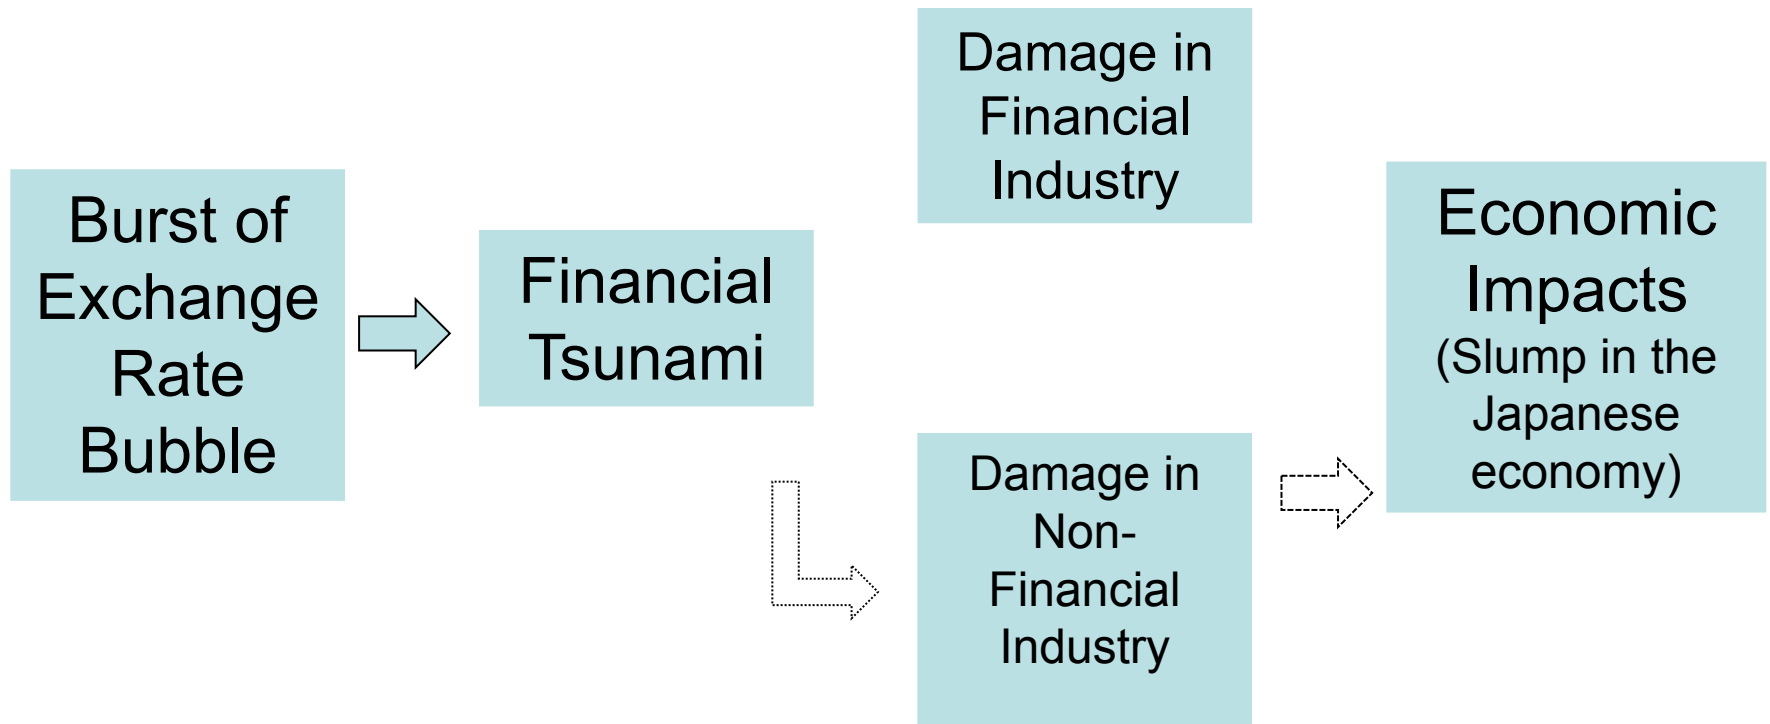 Burst of
Exchange
Rate
Bubble
Financial
Tsunami
Damage in
Financial
Industry
Damage in
Non-
Financial
Industry
Economic
Impacts
(Slump in the
Japanese
economy)